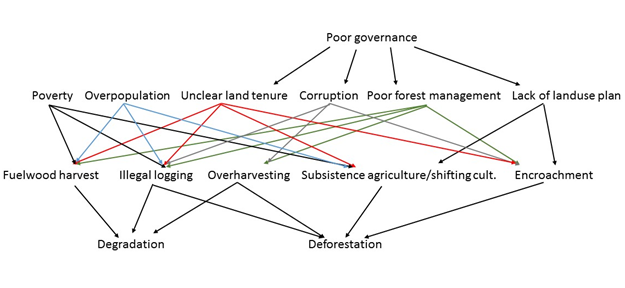 Poor governance
Poverty Overpopulation Unclear land tenure Corruption Poor forest management Lack of landuse plan
Fuelwood harvest Illegal logging Overharvesting Subsistence agriculture/shifting cult. Encroachment
Degradation Deforestation